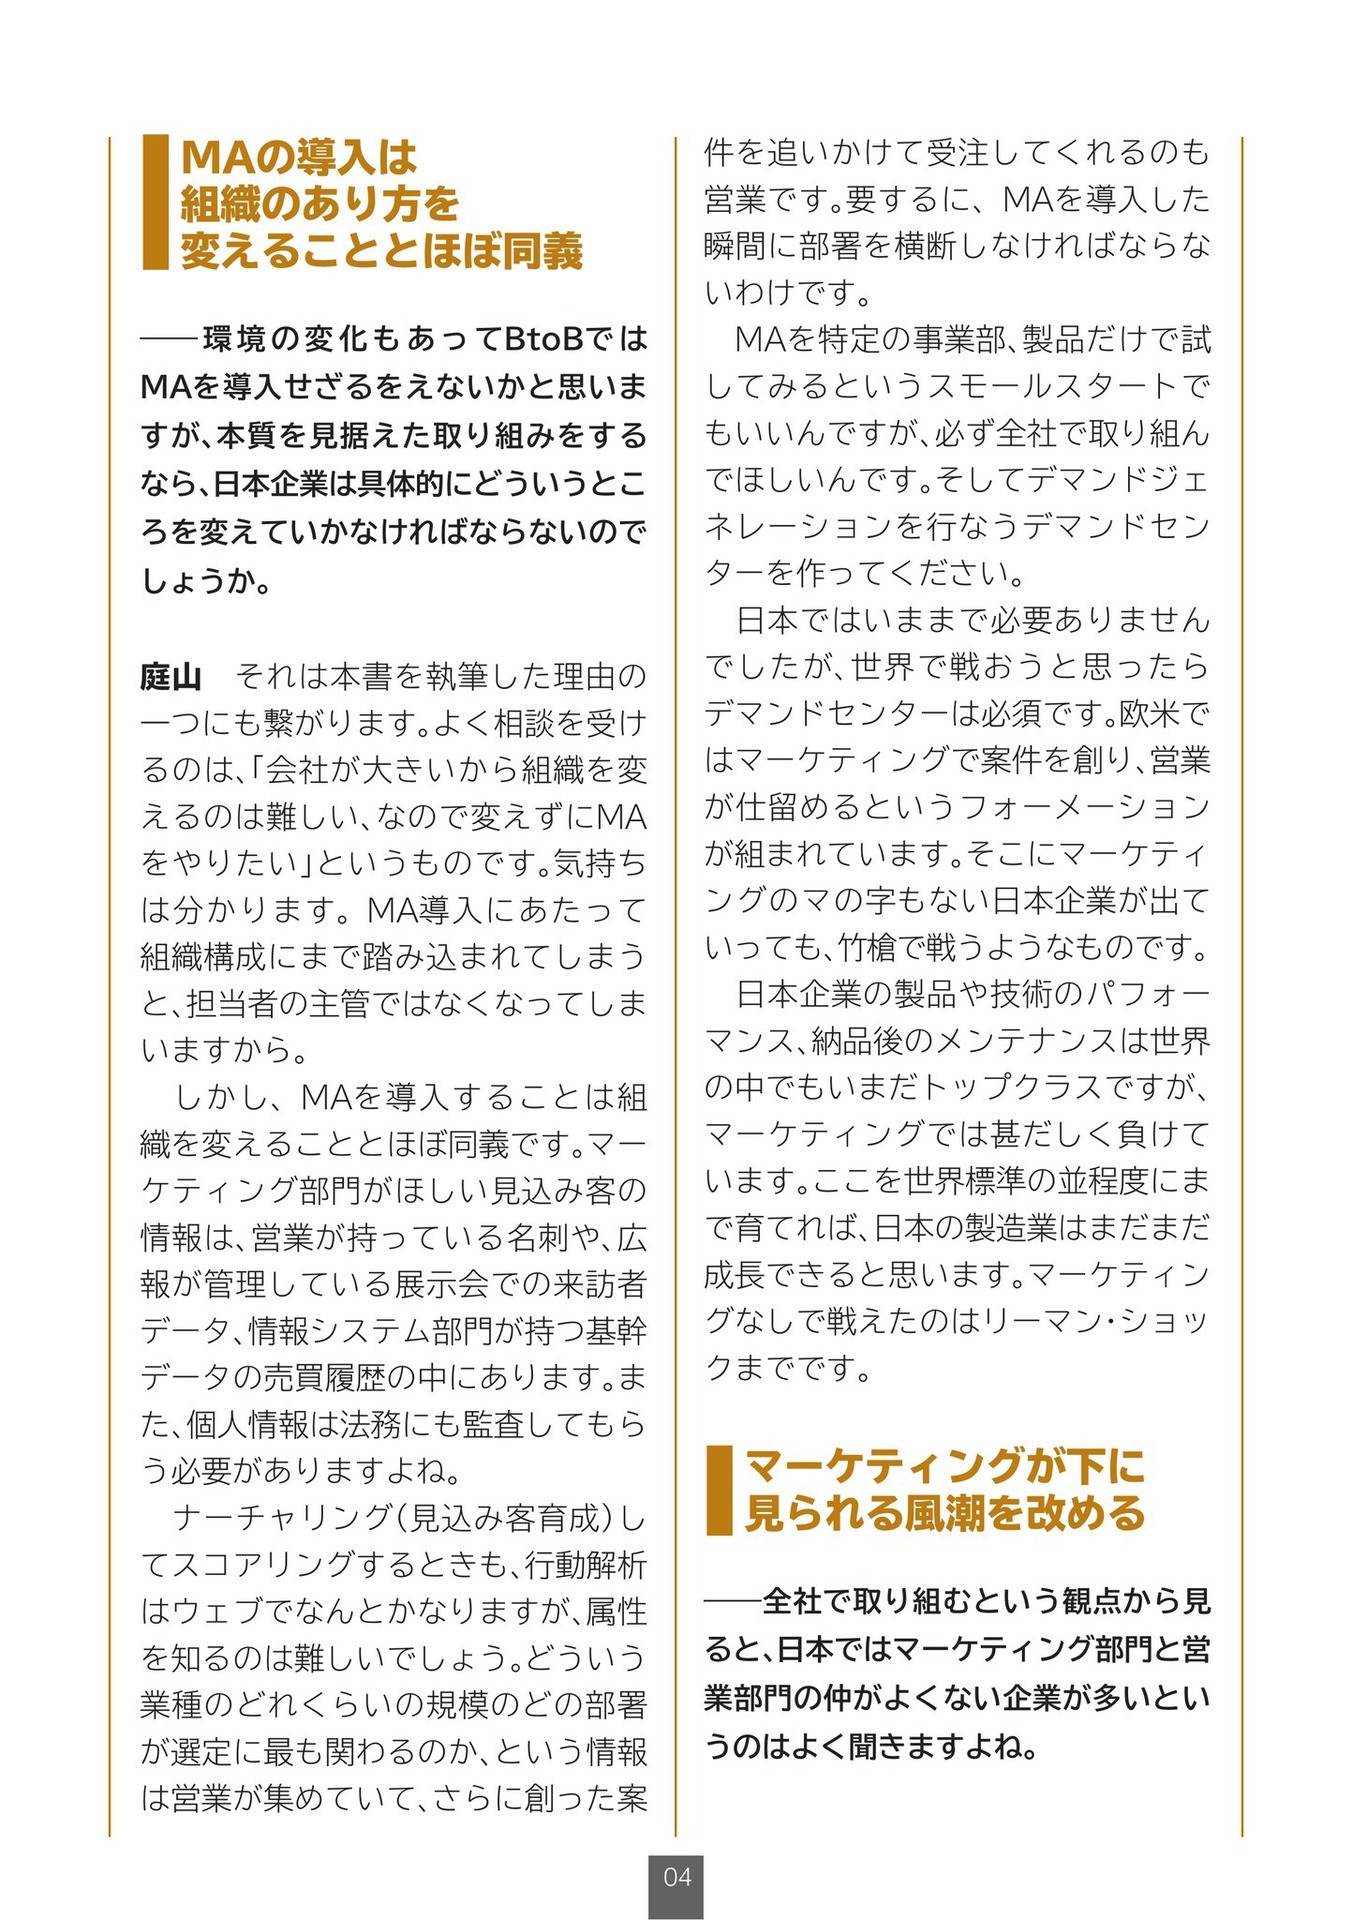 MAの導入は
組織のあり方を
変えることとほぼ同義
――環境の変化もあってBtoBでは
MAを導入せざるをえないかと思いま
すが、本質を見据えた取り組みをする
なら、日本企業は具体的にどういうとこ
ろを変えていかなければならないので
しょうか。
庭山　それは本書を執筆した理由の
一つにも繋がります。よく相談を受け
るのは、「会社が大きいから組織を変
えるのは難しい、なので変えずにMA
をやりたい」というものです。気持ち
は分かります。MA導入にあたって
組織構成にまで踏み込まれてしまう
と、担当者の主管ではなくなってしま
いますから。
　しかし、MAを導入することは組
織を変えることとほぼ同義です。マー
ケティング部門がほしい見込み客の
情報は、営業が持っている名刺や、広
報が管理している展示会での来訪者
データ、情報システム部門が持つ基幹
データの売買履歴の中にあります。ま
た、個人情報は法務にも監査してもら
う必要がありますよね。
　ナーチャリング（見込み客育成）し
てスコアリングするときも、行動解析
はウェブでなんとかなりますが、属性
を知るのは難しいでしょう。どういう
業種のどれくらいの規模のどの部署
が選定に最も関わるのか、という情報
は営業が集めていて、さらに創った案
件を追いかけて受注してくれるのも
営業です。要するに、MAを導入した
瞬間に部署を横断しなければならな
いわけです。
　MAを特定の事業部、製品だけで試
してみるというスモールスタートで
もいいんですが、必ず全社で取り組ん
でほしいんです。そしてデマンドジェ
ネレーションを行なうデマンドセン
ターを作ってください。
　日本ではいままで必要ありません
でしたが、世界で戦おうと思ったら
デマンドセンターは必須です。欧米で
はマーケティングで案件を創り、営業
が仕留めるというフォーメーション
が組まれています。そこにマーケティ
ングのマの字もない日本企業が出て
いっても、竹槍で戦うようなものです。
　日本企業の製品や技術のパフォー
マンス、納品後のメンテナンスは世界
の中でもいまだトップクラスですが、
マーケティングでは甚だしく負けて
います。ここを世界標準の並程度にま
で育てれば、日本の製造業はまだまだ
成長できると思います。マーケティン
グなしで戦えたのはリーマン・ショッ
クまでです。
マーケティングが下に
見られる風潮を改める
――全社で取り組むという観点から見
ると、日本ではマーケティング部門と営
業部門の仲がよくない企業が多いとい
うのはよく聞きますよね。
04